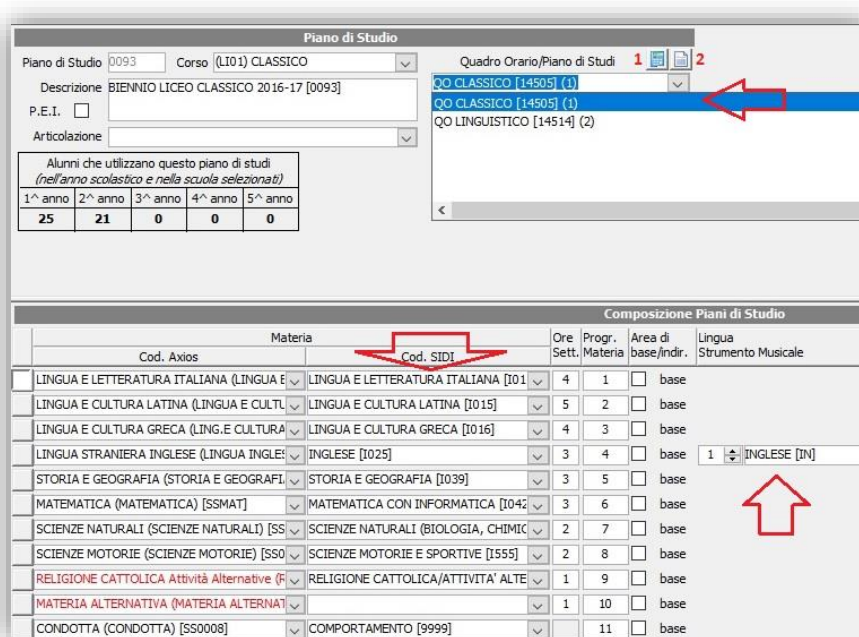 Piano di Studio
Piano di Studio 0093 Corso (LI01) CLASSICO
Quadro Orario/Piano di Studi 1 2
Descrizione BIENNIO LICEO CLASSICO 2016-17 [0093]
QO CLASSICO [14505] (1)
QO CLASSICO [14505] (1)
QO LINGUISTICO [14514] (2)
P.E.I.
Articolazione
Alunni che utilizzano questo piano di studi
(nell'anno scolastico e nella scuola selezionati)
1^ anno 2^ anno 3^ anno 4^ anno 5^ anno
25 21 0 0 0
Composizione Piani di Studio
Materia Ore Sett. Progr. Materia Area di base/indir. Lingua Strumento Musicale
Cod. Axios Cod. SIDI
LINGUA E LETTERATURA ITALIANA (LINGUA E LINGUA E LETTERATURA ITALIANA [I01 4 1 base
LINGUA E CULTURA LATINA (LINGUA E CULTU LINGUA E CULTURA LATINA [I015] 5 2 base
LINGUA E CULTURA GRECA (LING.E CULTURA LINGUA E CULTURA GRECA [I016] 4 3 base
LINGUA STRANIERA INGLESE (LINGUA INGLES INGLESE [I025] 3 4 base 1 INGLESE [IN]
STORIA E GEOGRAFIA (STORIA E GEOGRAFI STORIA E GEOGRAFIA [I039] 3 5 base
MATEMATICA (MATEMATICA) [SSMAT] MATEMATICA CON INFORMATICA [I042 3 6 base
SCIENZE NATURALI (SCIENZE NATURALI) [SS SCIENZE NATURALI (BIOLOGIA, CHIMIC 2 7 base
SCIENZE MOTORIE (SCIENZE MOTORIE) [SS0 SCIENZE MOTORIE E SPORTIVE [I555] 2 8 base
RELIGIONE CATTOLICA Attività Alternative (R RELIGIONE CATTOLICA/ATTIVITA' ALTE 1 9 base
MATERIA ALTERNATIVA (MATERIA ALTERNAT 1 10 base
CONDOTTA (CONDOTTA) [SS0008] COMPORTAMENTO [9999] 11 base